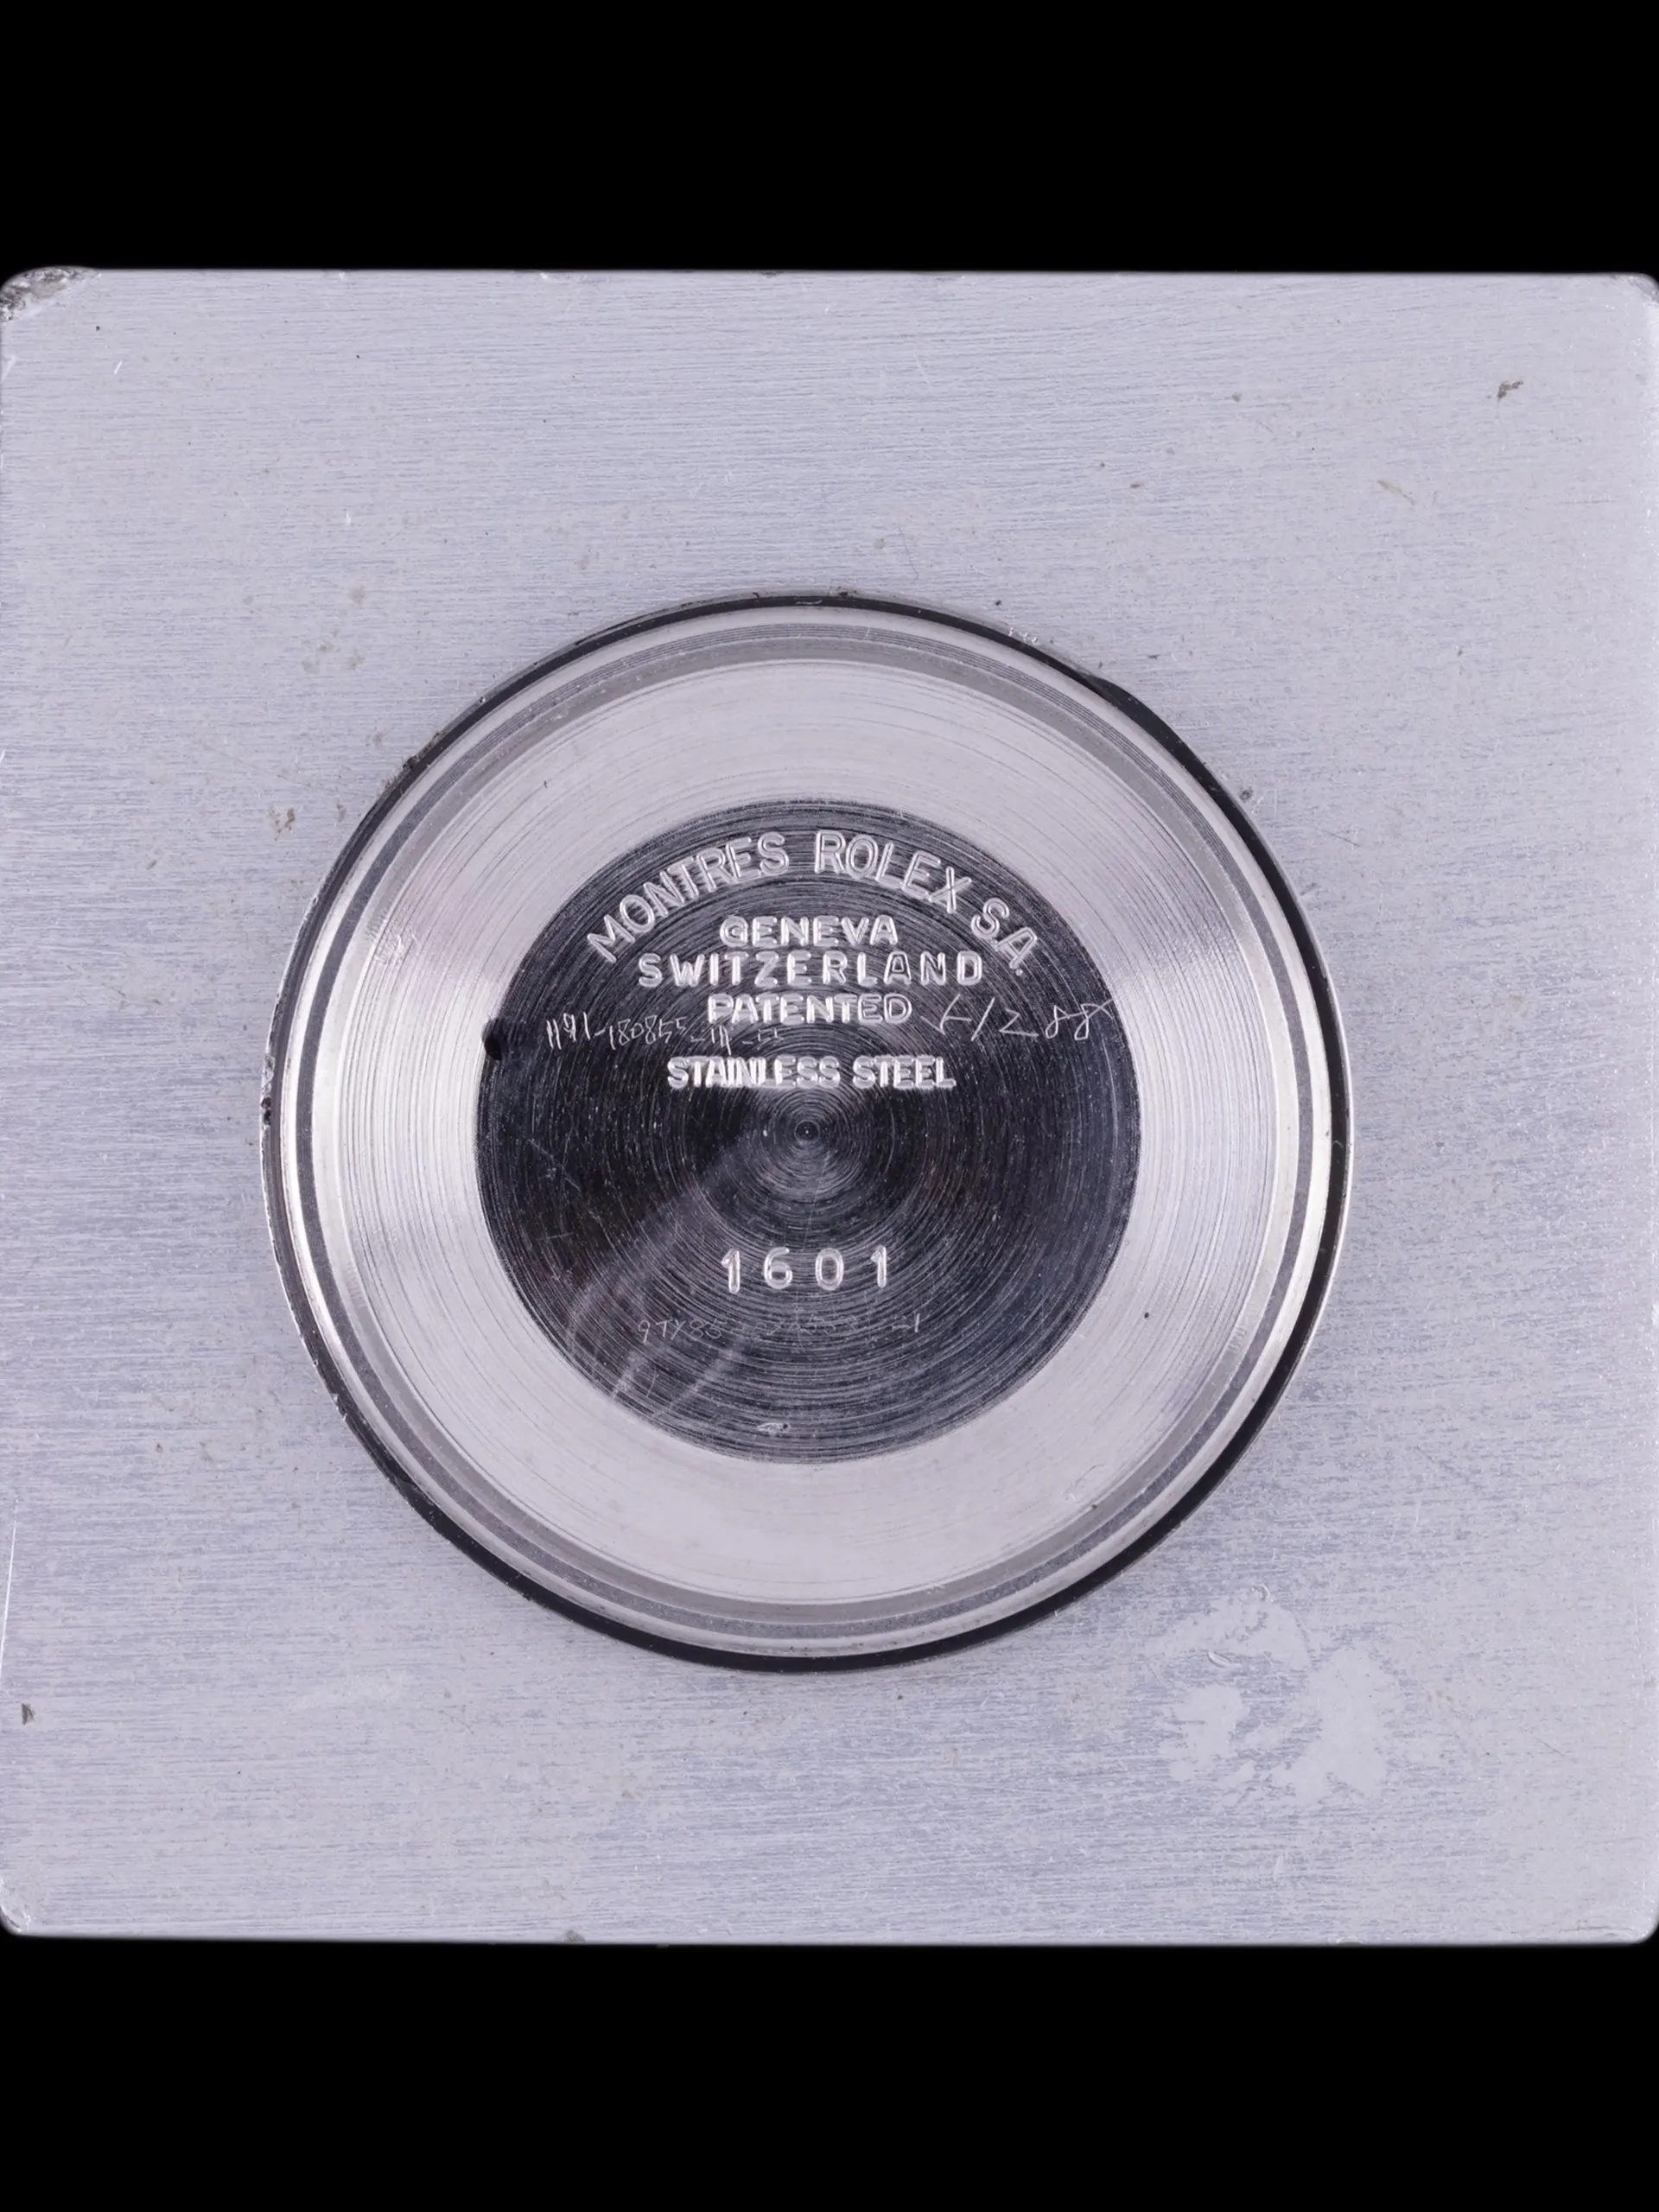 MONTRES ROLEX S.A.
GENEVA
SWITZERLAND
PATENTED
STAINLESS STEEL
1601